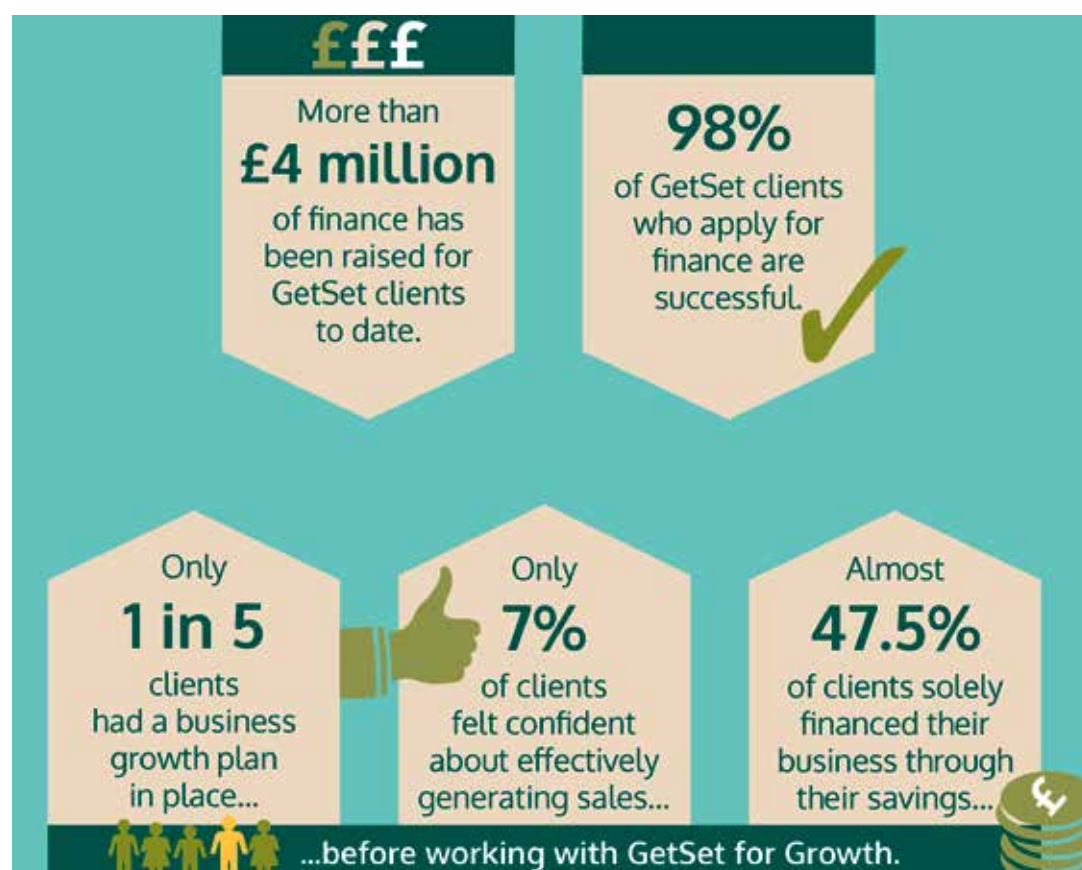 £££
More than
£4 million
of finance has
been raised for
GetSet clients
to date.
98%
of GetSet clients
who apply for
finance are
successful.
Only
1 in 5
clients
had a business
growth plan
in place...
Only
7%
of clients
felt confident
about effectively
generating sales...
Almost
47.5%
of clients solely
financed their
business through
their savings...
£
...before working with GetSet for Growth.